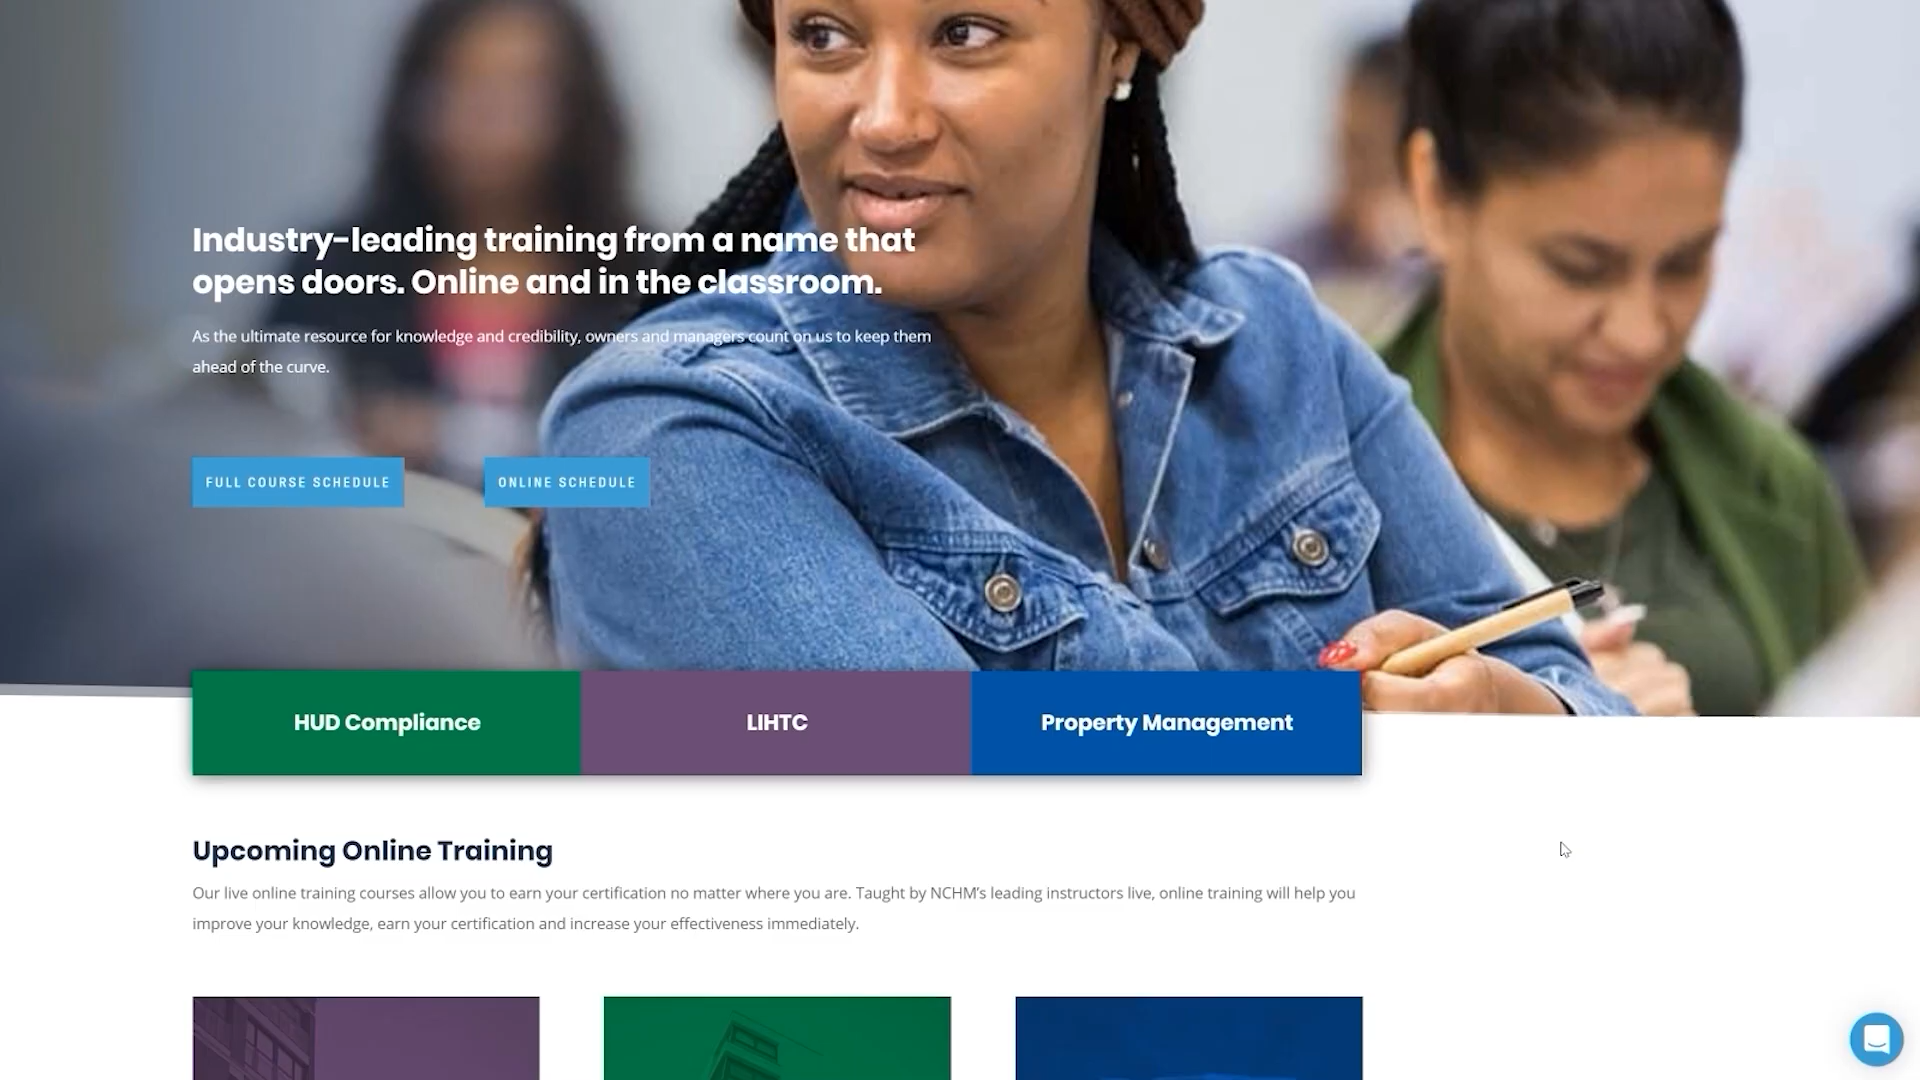 Industry-leading training from a name that
opens doors. Online and in the classroom.
As the ultimate resource for knowledge and credibility, owners and managers count on us to keep them
ahead of the curve.
FULL COURSE SCHEDULE
ONLINE SCHEDULE
HUD Compliance
LIHTC
Property Management
Upcoming Online Training
Our live online training courses allow you to earn your certification no matter where you are. Taught by NCHM's leading instructors live, online training will help you
improve your knowledge, earn your certification and increase your effectiveness immediately.